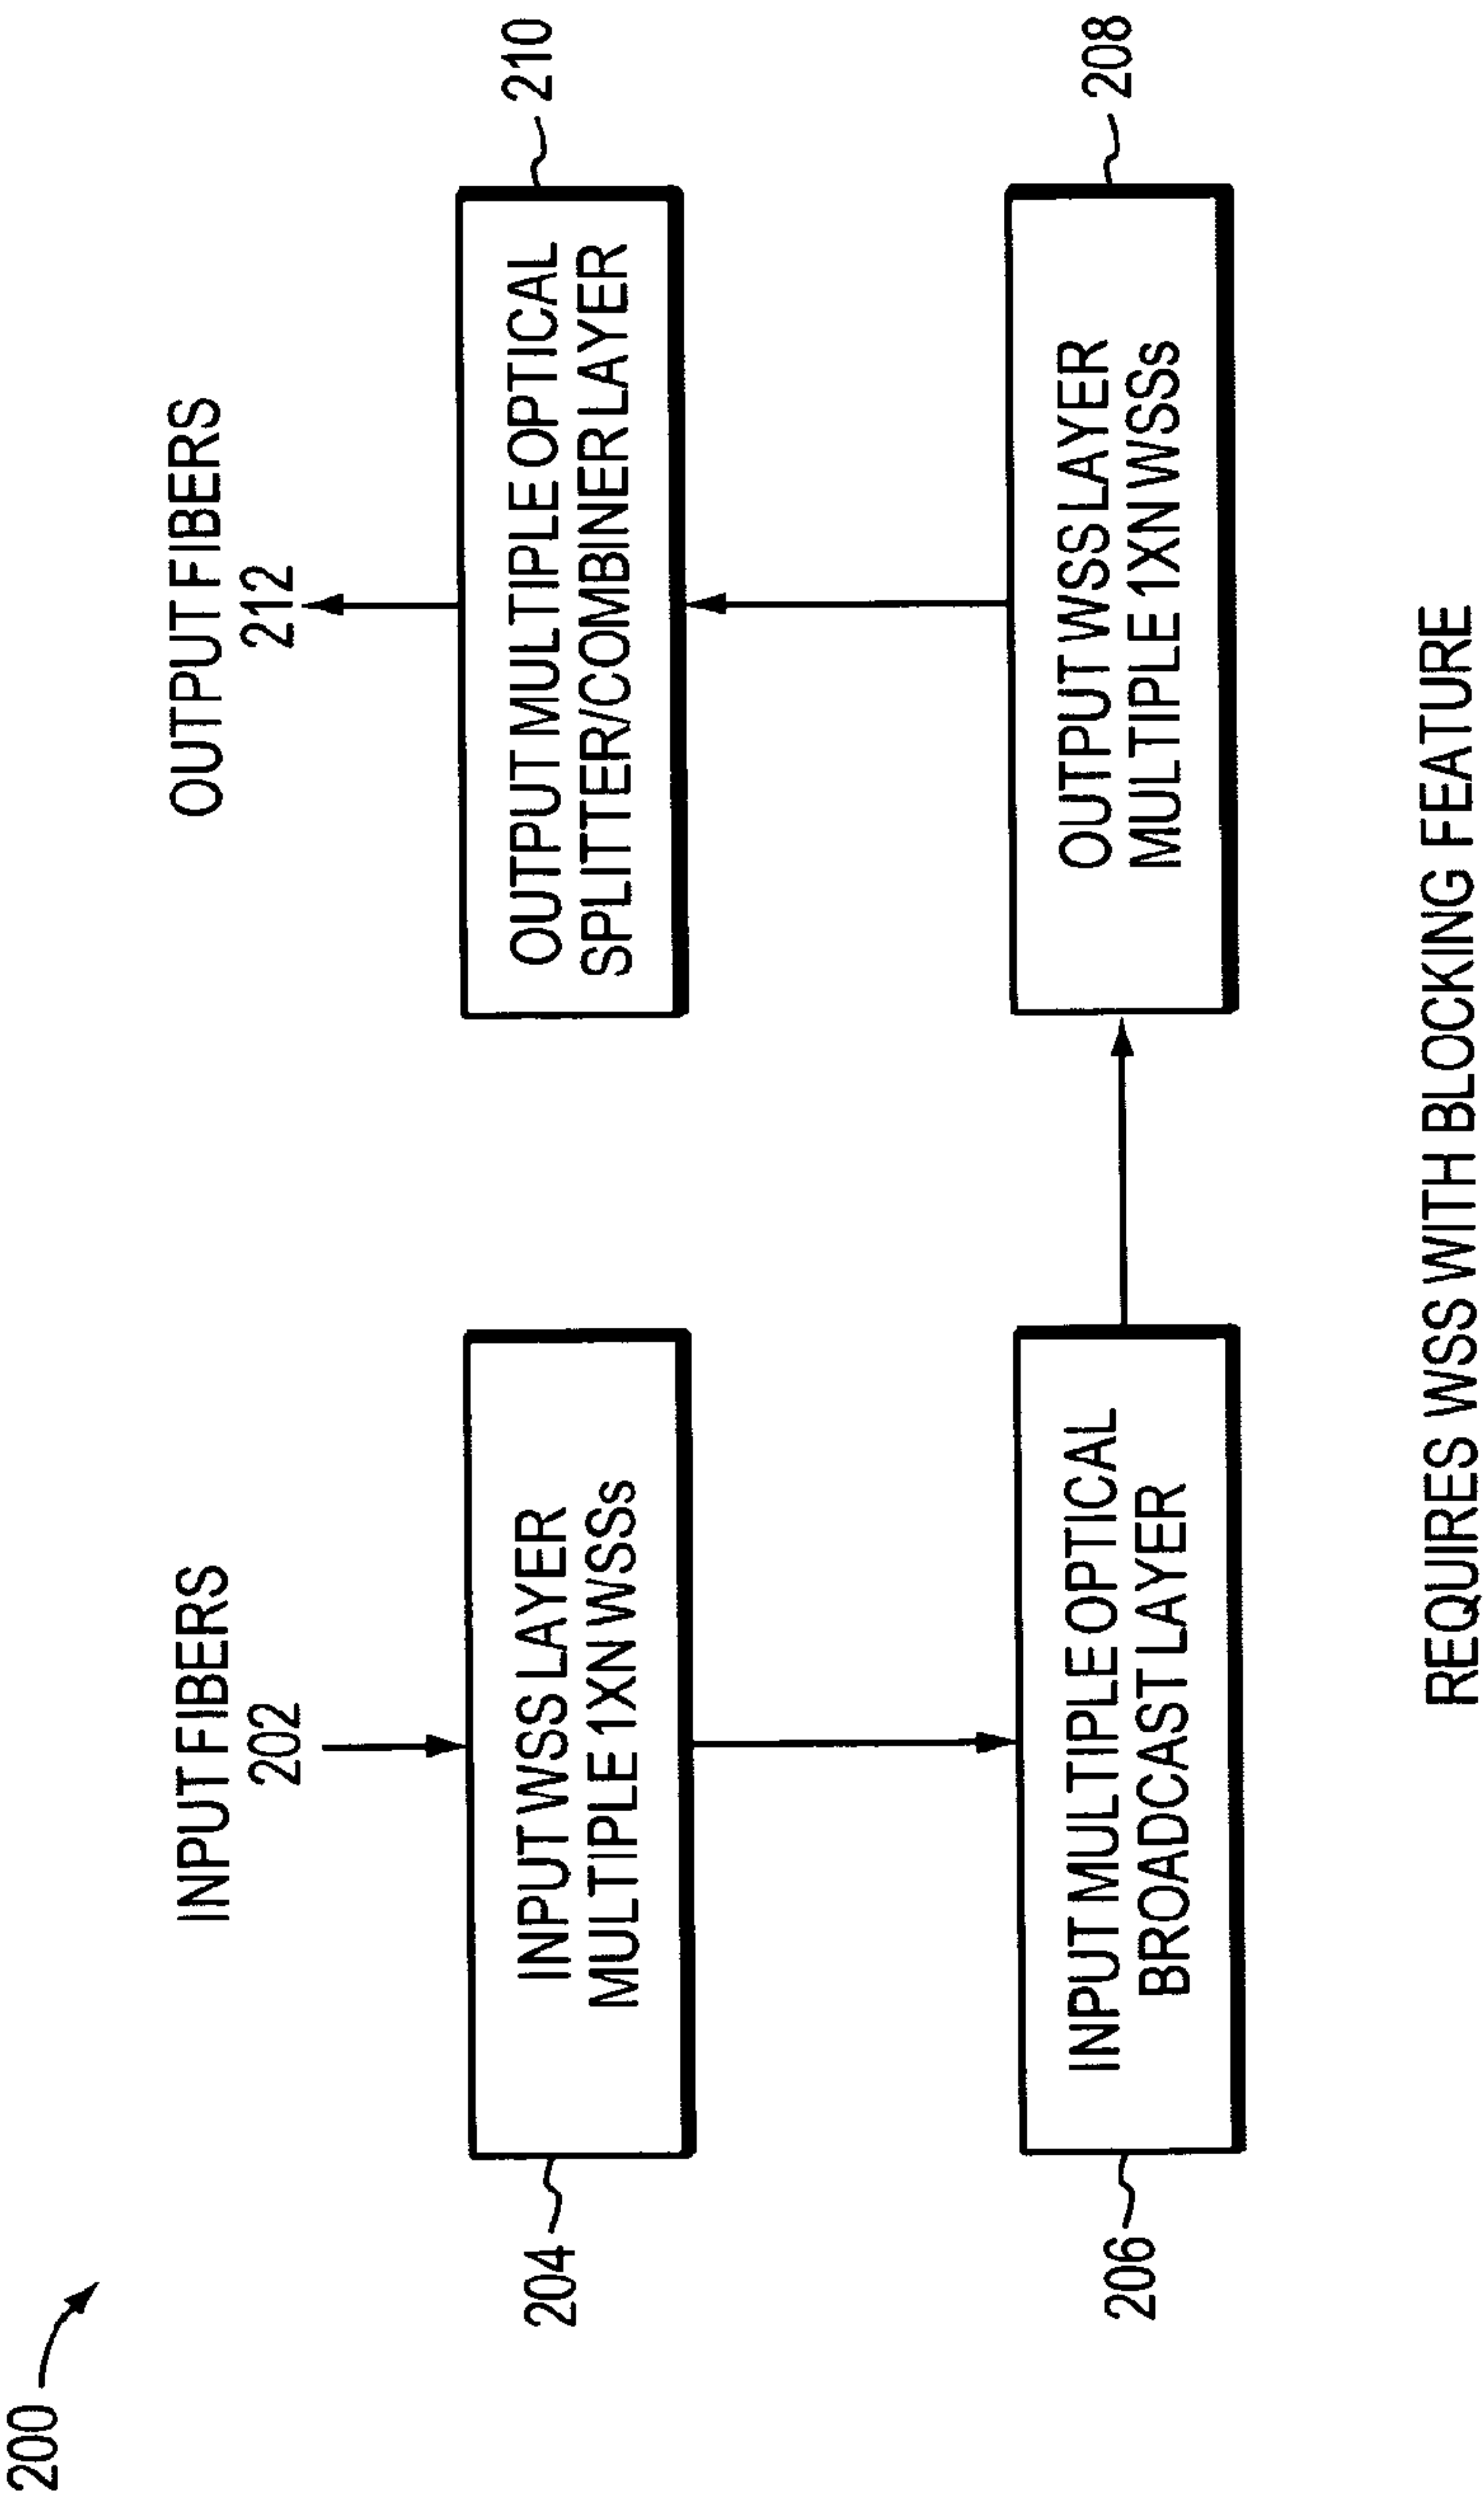 200
INPUT FIBERS
202
OUTPUT FIBERS
212
204
INPUT WSS LAYER
MULTIPLE 1XN WSSs
OUTPUT MULTIPLE OPTICAL
SPLITTER/COMBINER LAYER
210
206
INPUT MULTIPLE OPTICAL
BROADCAST LAYER
OUTPUT WSS LAYER
MULTIPLE 1XN WSSs
208
REQUIRES WSS WITH BLOCKING FEATURE